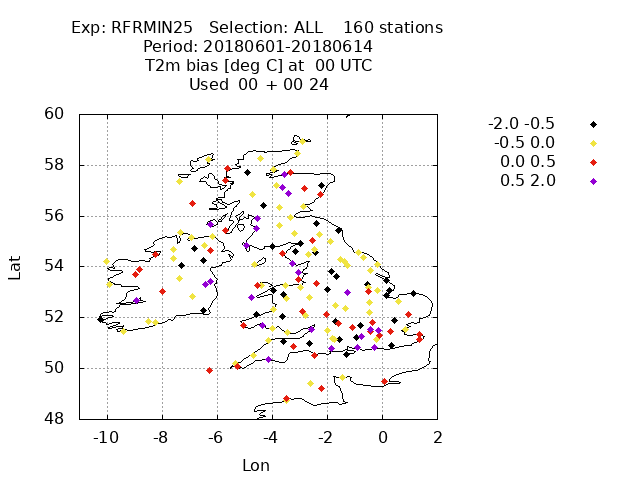 Exp: RFRMIN25 Selection: ALL 160 stations
Period: 20180601-20180614
T2m bias [deg C] at 00 UTC
Used 00 + 00 24
-2.0 -0.5
-0.5 0.0
0.0 0.5
0.5 2.0
60
58
56
54
52
50
48
Lat
-10 -8 -6 -4 -2 0 2
Lon